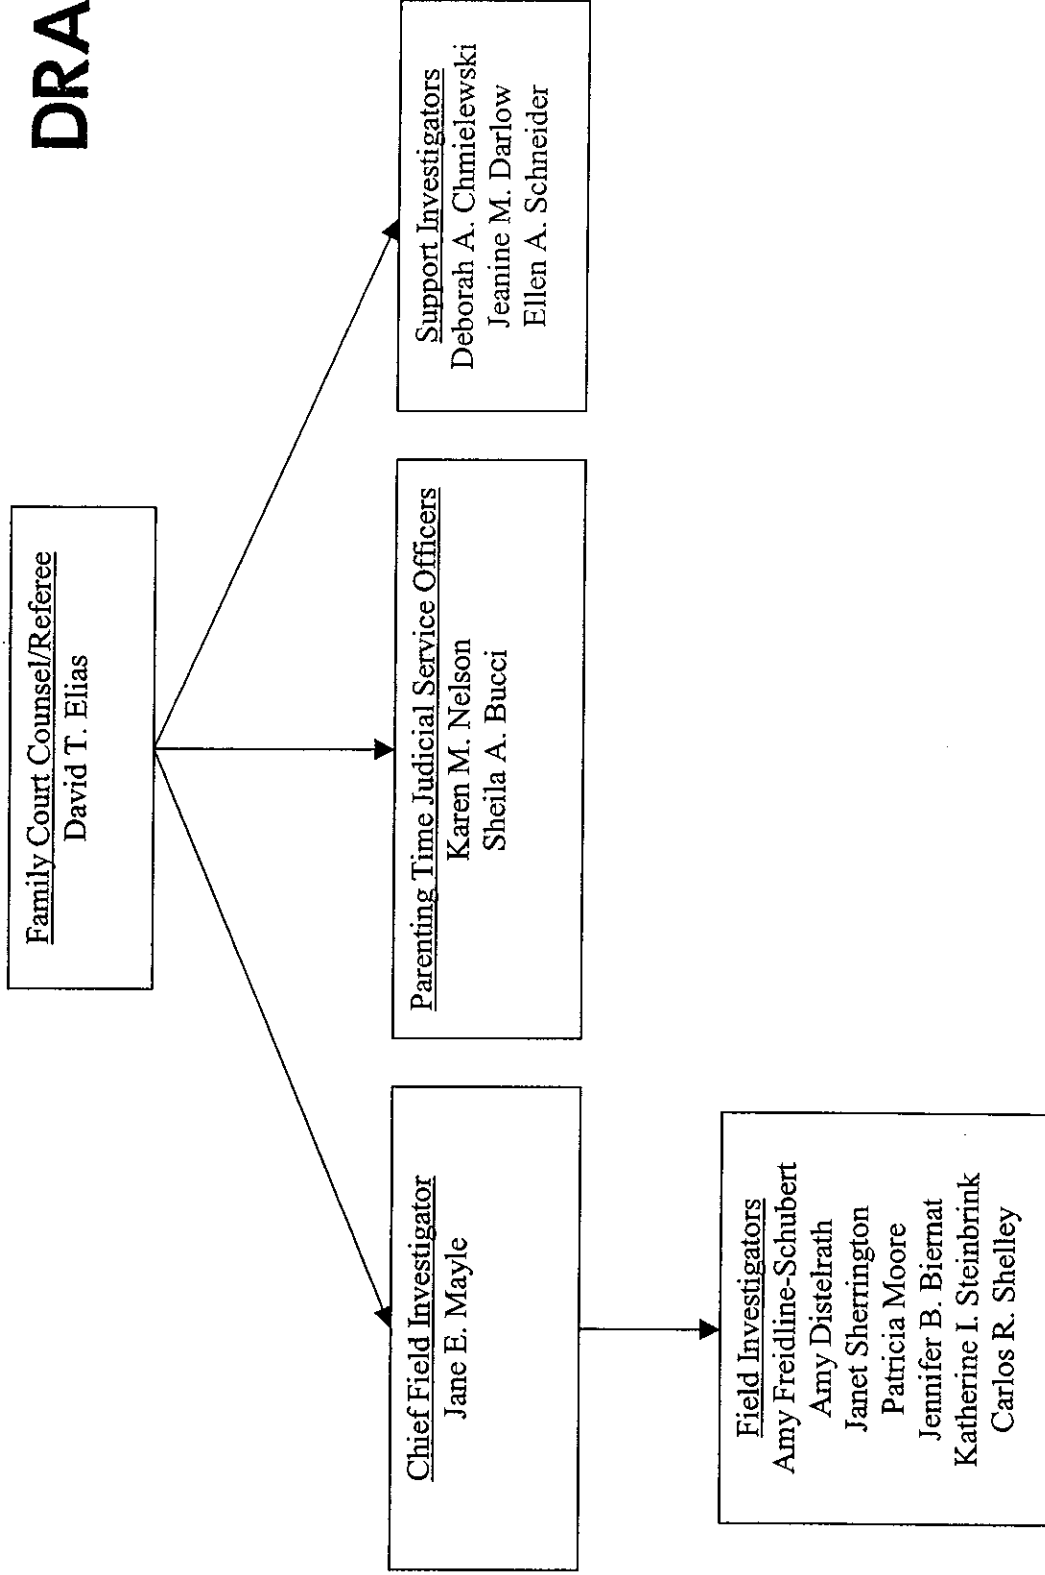 DRA
Family Court Counsel/Referee
David T. Elias
Chief Field Investigator
Jane E. Mayle
Parenting Time Judicial Service Officers
Karen M. Nelson
Sheila A. Bucci
Support Investigators
Deborah A. Chmielewski
Jeanine M. Darlow
Ellen A. Schneider
Field Investigators
Amy Freidline-Schubert
Amy Distelrath
Janet Sherrington
Patricia Moore
Jennifer B. Biernat
Katherine I. Steinbrink
Carlos R. Shelley